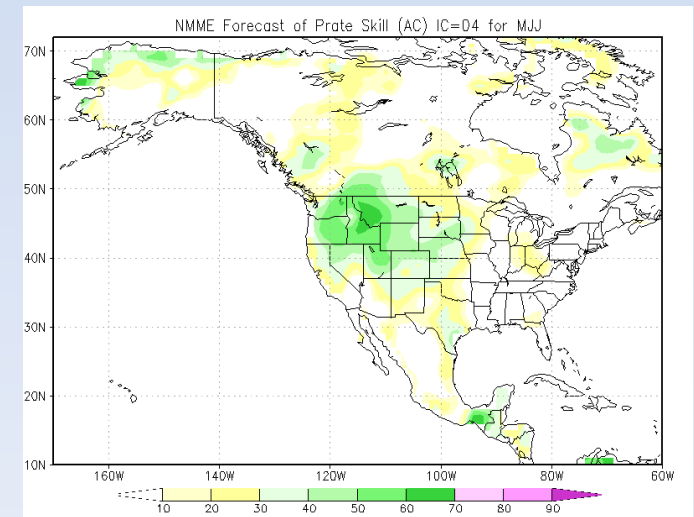 NMME Forecast of Prate Skill (AC) IC=04 for MJJ
70N
60N
50N
40N
30N
20N
10N
160W 140W 120W 100W 80W 60W
10 20 30 40 50 60 70 80 90